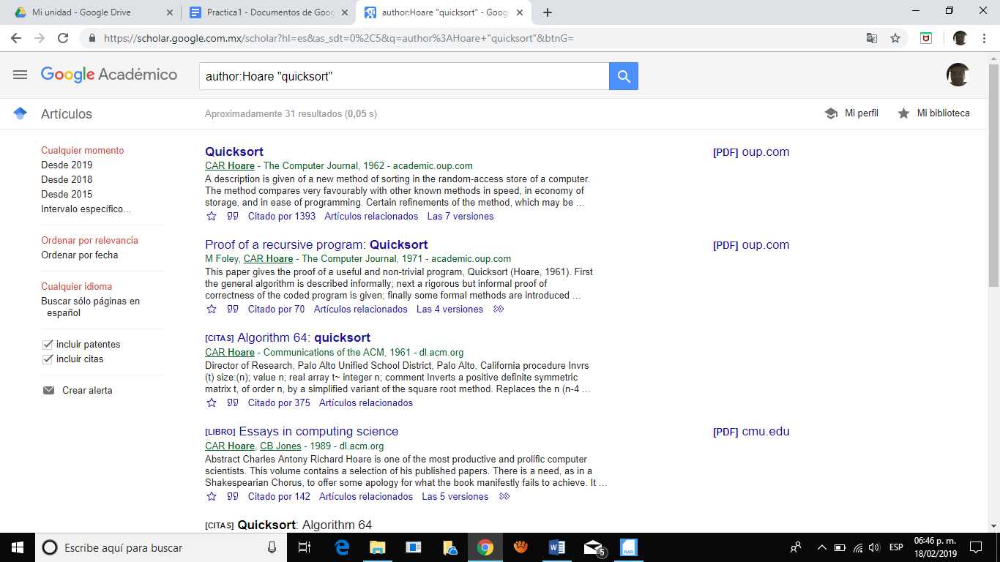 Mi unidad - Google Drive
Practica1 - Documentos de Goog
author:Hoare "quicksort" - Googl
https://scholar.google.com.mx/scholar?hl=es&as_sdt=0%2C5&q=author%3AHoare+"quicksort"&btnG=
Google Académico
author:Hoare "quicksort"
Artículos
Aproximadamente 31 resultados (0,05 s)
Mi perfil
Mi biblioteca
Cualquier momento
Desde 2019
Desde 2018
Desde 2015
Intervalo específico...
Ordenar por relevancia
Ordenar por fecha
Cualquier idioma
Buscar sólo páginas en
español
incluir patentes
incluir citas
Crear alerta
Quicksort
[PDF] oup.com
CAR Hoare - The Computer Journal, 1962 - academic.oup.com
A description is given of a new method of sorting in the random-access store of a computer.
The method compares very favourably with other known methods in speed, in economy of
storage, and in ease of programming. Certain refinements of the method, which may be ...
Citado por 1393 Artículos relacionados Las 7 versiones
Proof of a recursive program: Quicksort
[PDF] oup.com
M Foley, CAR Hoare - The Computer Journal, 1971 - academic.oup.com
This paper gives the proof of a useful and non-trivial program, Quicksort (Hoare, 1961). First
the general algorithm is described informally; next a rigorous but informal proof of
correctness of the coded program is given; finally some formal methods are introduced ...
Citado por 70 Artículos relacionados Las 4 versiones
[CITAS] Algorithm 64: quicksort
CAR Hoare - Communications of the ACM, 1961 - dl.acm.org
Director of Research, Palo Alto Unified School District, Palo Alto, California procedure Invrs
(t) size:(n); value n; real array t~ integer n; comment Inverts a positive definite symmetric
matrix t, of order n, by a simplified variant of the square root method. Replaces the n (n-4 ...
Citado por 375 Artículos relacionados
[LIBRO] Essays in computing science
[PDF] cmu.edu
CAR Hoare, CB Jones - 1989 - dl.acm.org
Abstract Charles Antony Richard Hoare is one of the most productive and prolific computer
scientists. This volume contains a selection of his published papers. There is a need, as in a
Shakespearian Chorus, to offer some apology for what the book manifestly fails to achieve. It ...
Citado por 142 Artículos relacionados Las 5 versiones
[CITAS] Quicksort: Algorithm 64
Escribe aquí para buscar
5
RAR
ESP
06:46 p. m.
18/02/2019